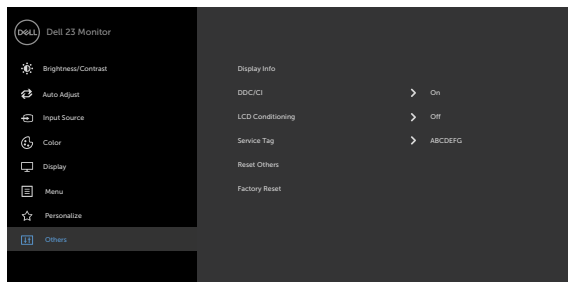 DELL Dell 23 Monitor
Brightness/Contrast
Auto Adjust
Input Source
Color
Display
Menu
Personalize
Others
Display Info
DDC/CI On
LCD Conditioning Off
Service Tag ABCDEFG
Reset Others
Factory Reset